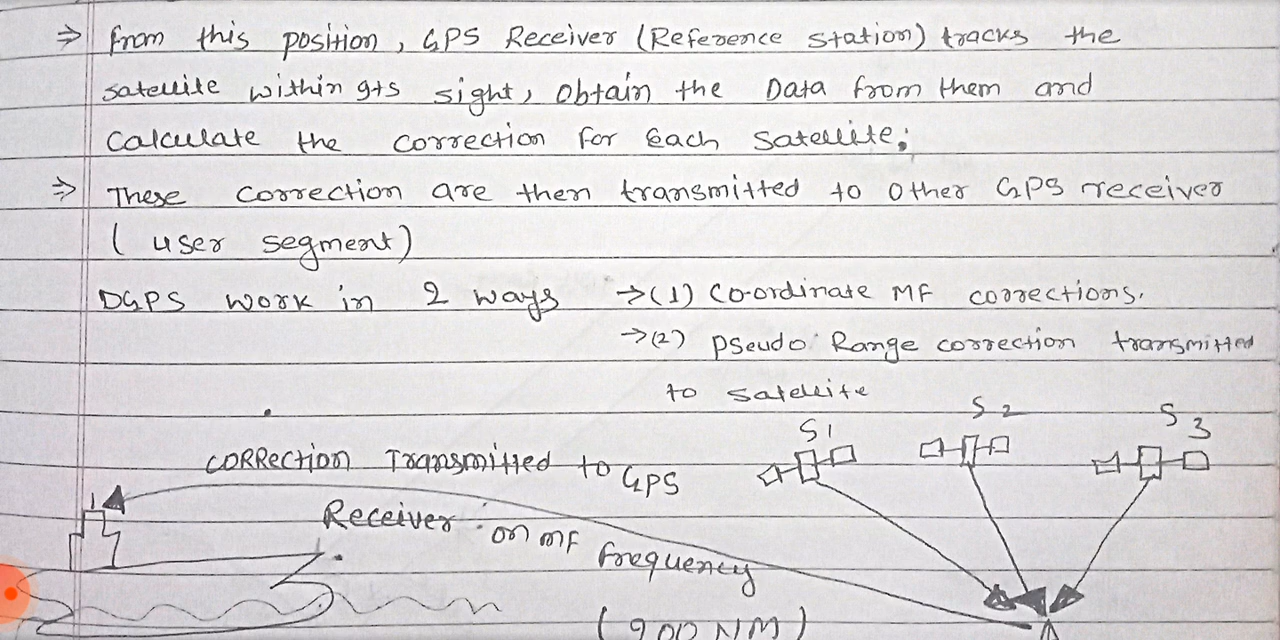 ⇒ From this position, GPS Receiver (Reference station) tracks the
satellite within gts sight, Obtain the Data from them and
Calculate the correction for Each Satellite;
⇒ These correction are then transmitted to Other GPS receiver
( user segment)
DGPS work in 2 ways →(1) Co-ordinate MF corrections.
→(2) Pseudo Range correction transmitted
to satellite
S1 S2 S3
CORRection Transmitted to GPS
Receiver on MF frequency
(900 NM)